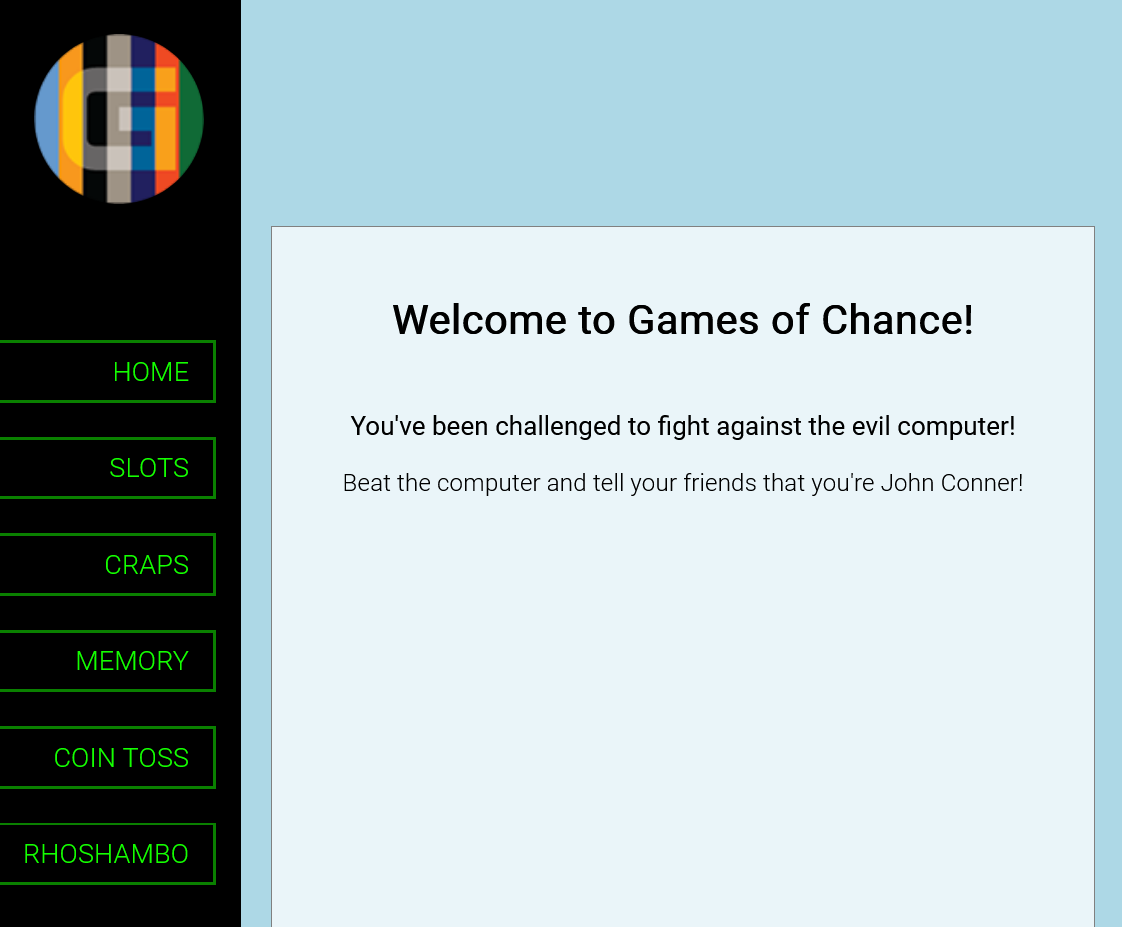 Gi
HOME
SLOTS
CRAPS
MEMORY
COIN TOSS
RHOSHAMBO
Welcome to Games of Chance!
You've been challenged to fight against the evil computer!
Beat the computer and tell your friends that you're John Conner!